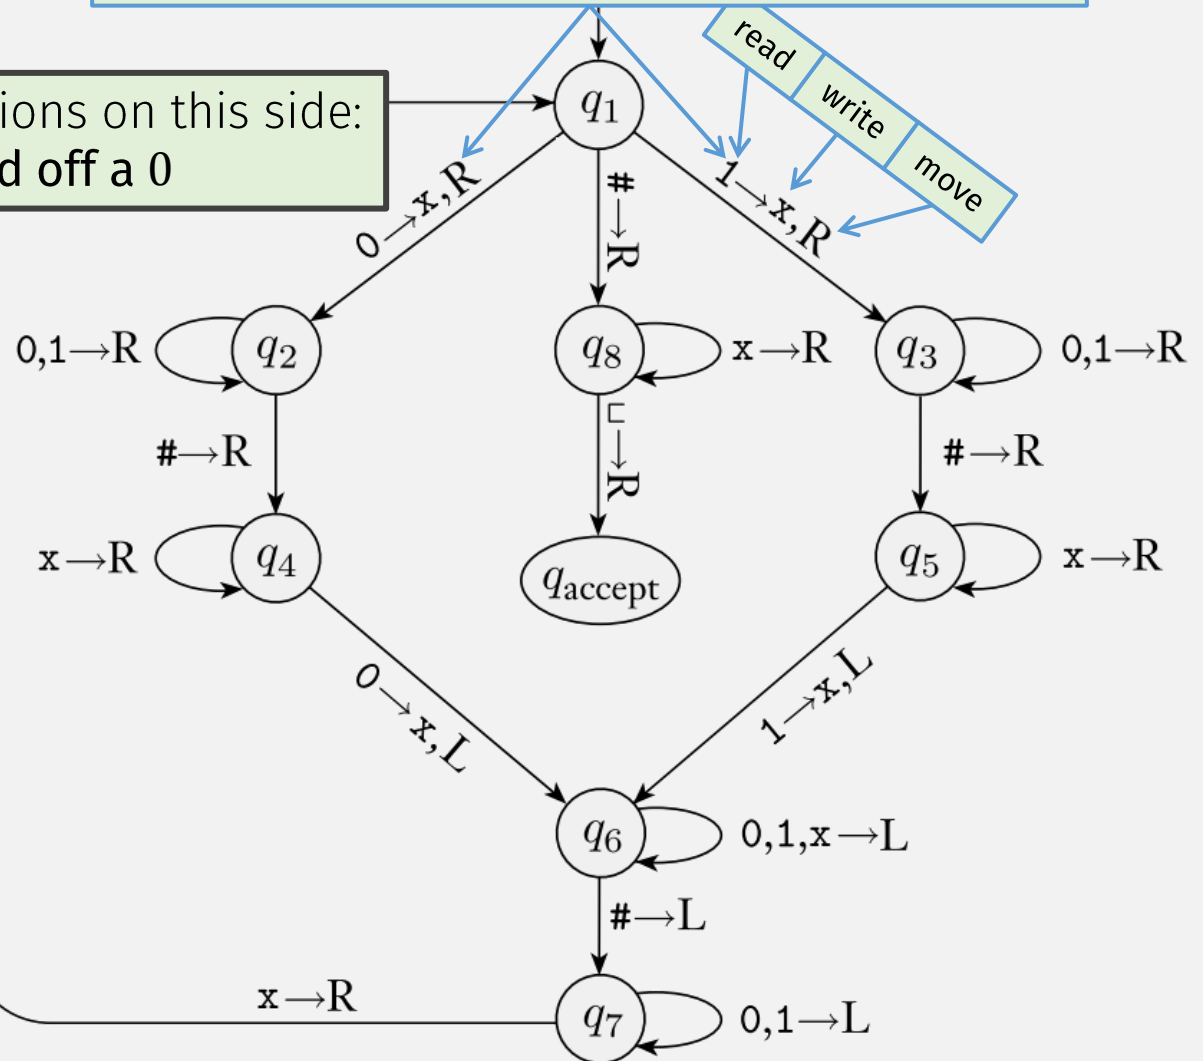 read
write
move
q1
ions on this side:
d off a 0
0→x,R
#→R
1→x,R
0,1→R
q2
q8
x→R
q3
0,1→R
#→R
⊔→R
#→R
x→R
q4
qaccept
q5
x→R
0→x,L
1→x,L
q6
0,1,x→L
#→L
x→R
q7
0,1→L